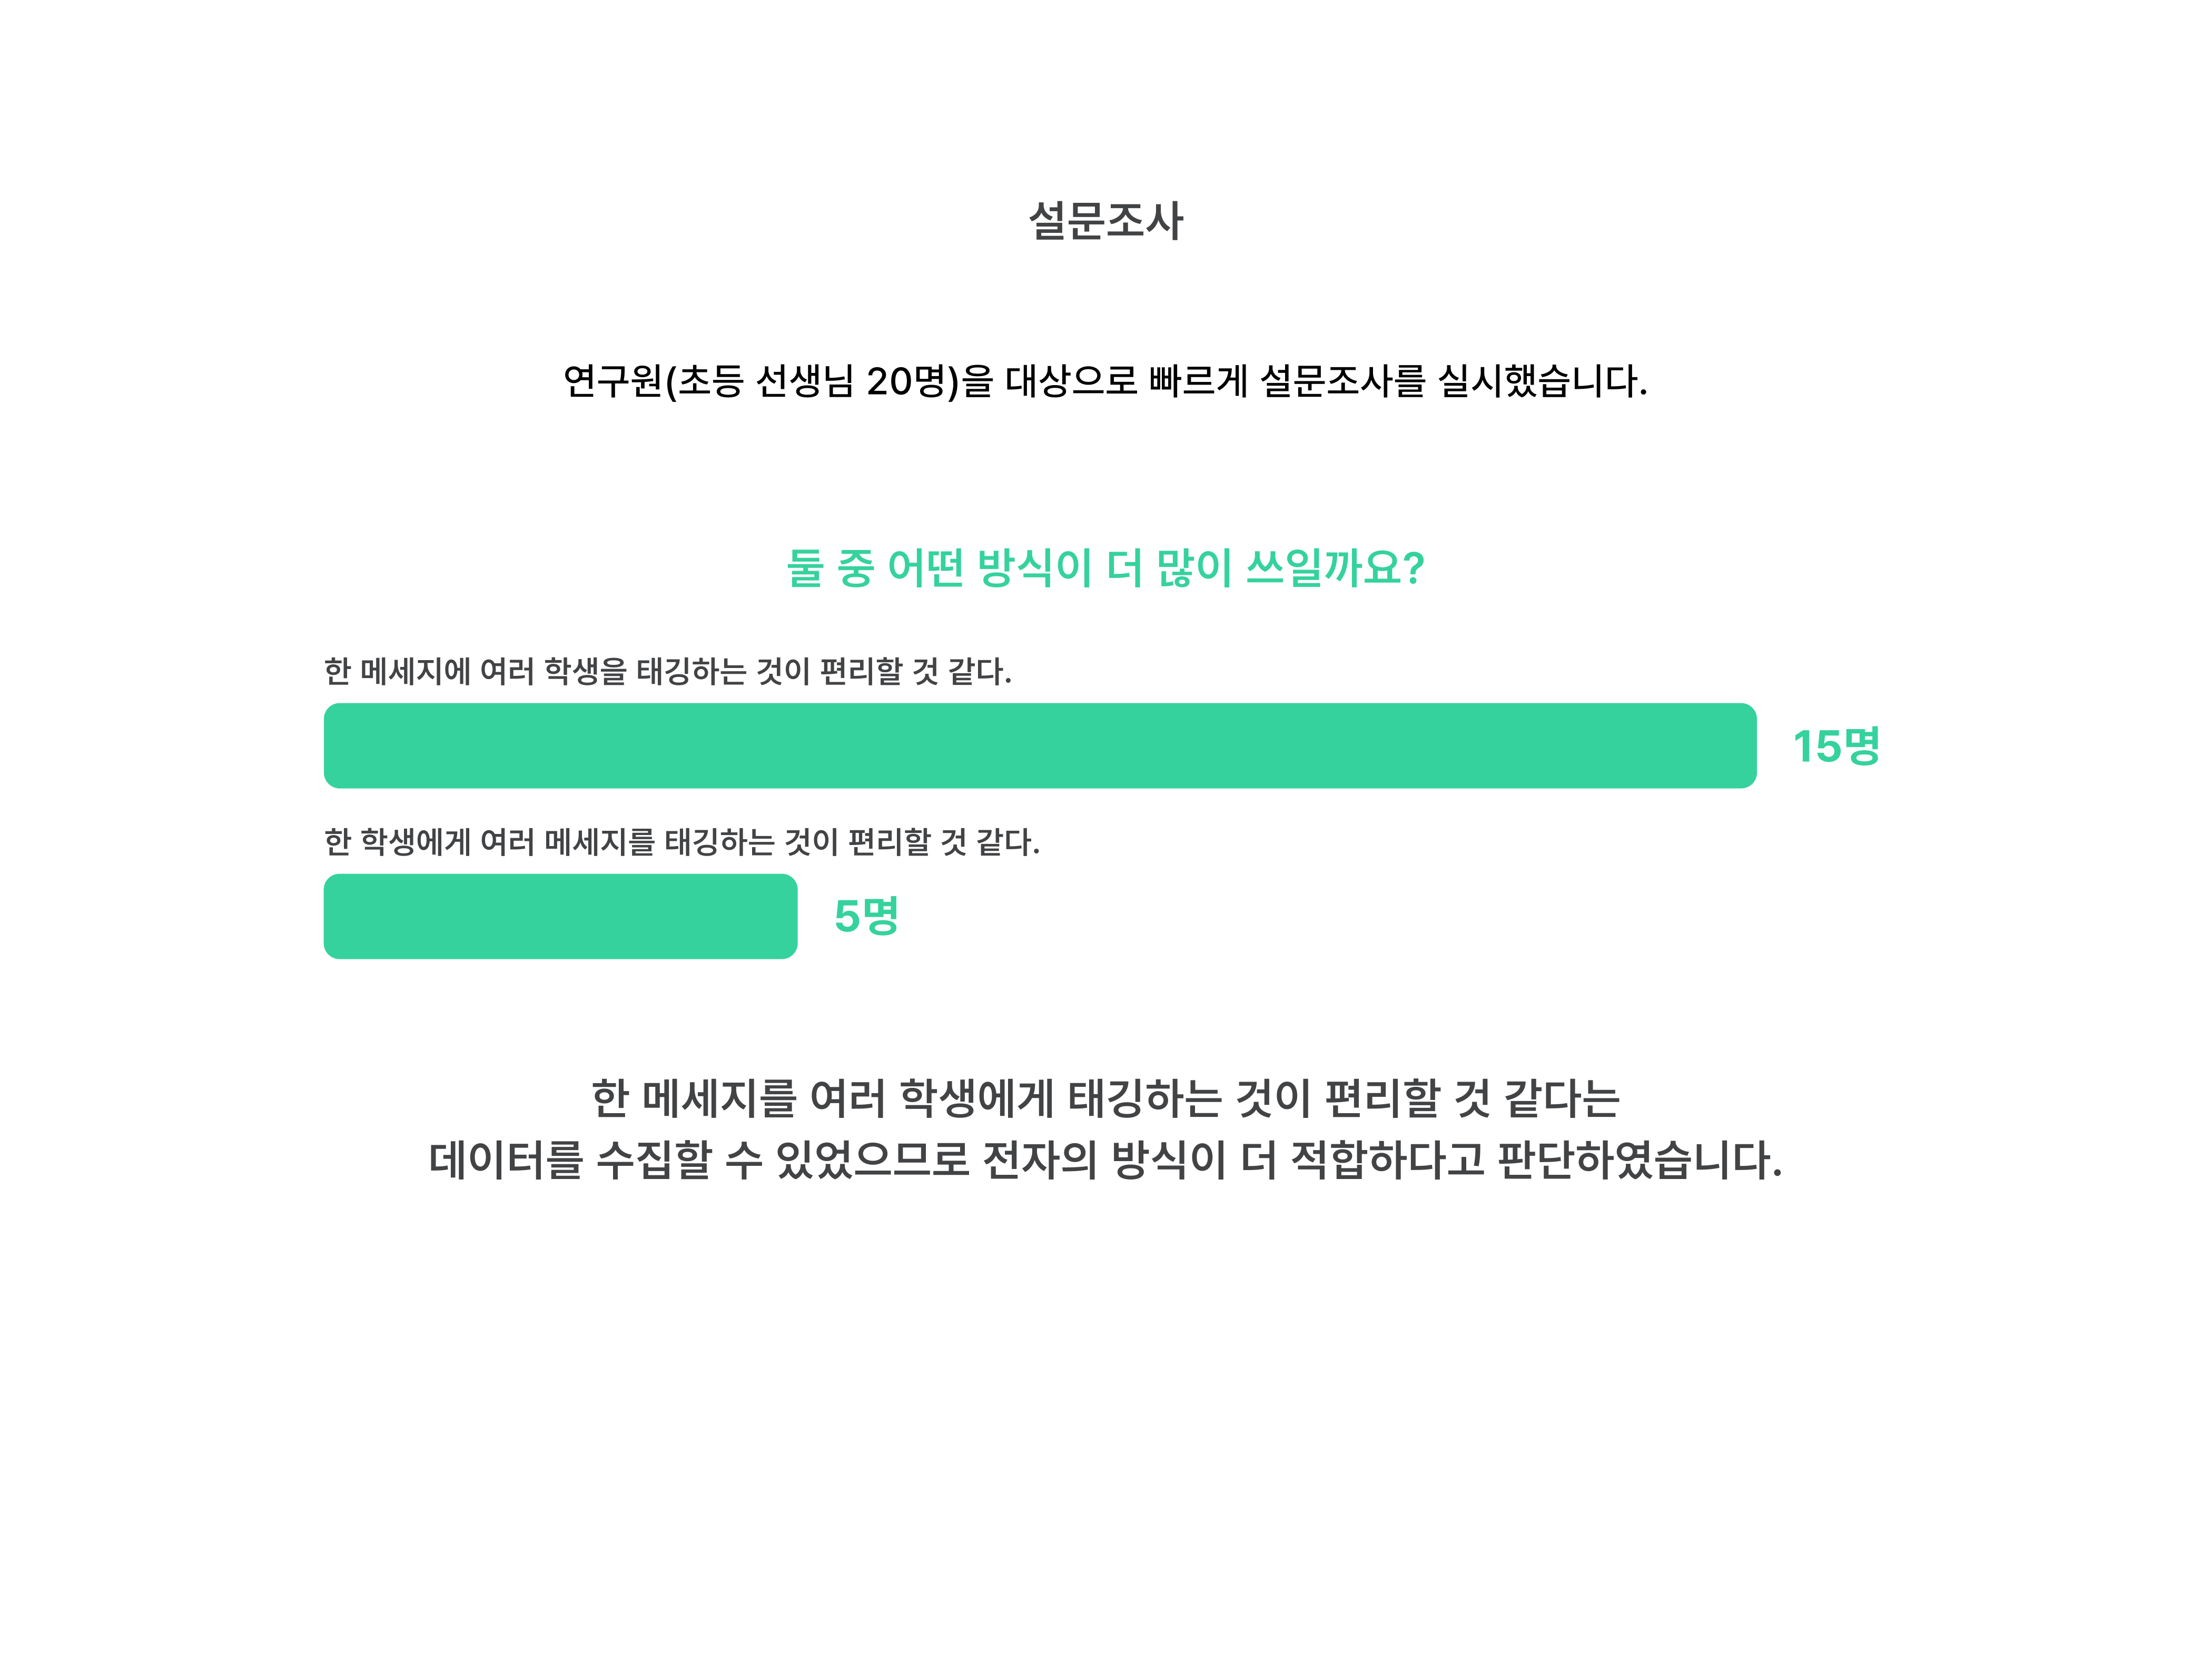 설문조사
연구원(초등 선생님 20명)을 대상으로 빠르게 설문조사를 실시했습니다.
둘 중 어떤 방식이 더 많이 쓰일까요?
한 메세지에 여러 학생을 태깅하는 것이 편리할 것 같다.
15명
한 학생에게 여러 메세지를 태깅하는 것이 편리할 것 같다.
5명
한 메세지를 여러 학생에게 태깅하는 것이 편리할 것 같다는
데이터를 수집할 수 있었으므로 전자의 방식이 더 적합하다고 판단하였습니다.